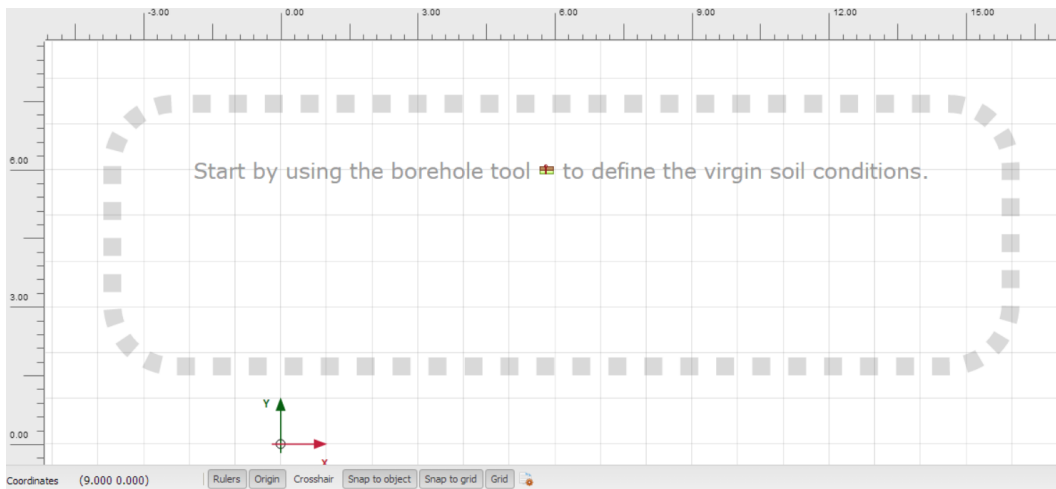 -3.00 0.00 3.00 6.00 9.00 12.00 15.00
6.00
Start by using the borehole tool to define the virgin soil conditions.
3.00
Y
0.00
X
Coordinates (9.000 0.000) Rulers Origin Crosshair Snap to object Snap to grid Grid